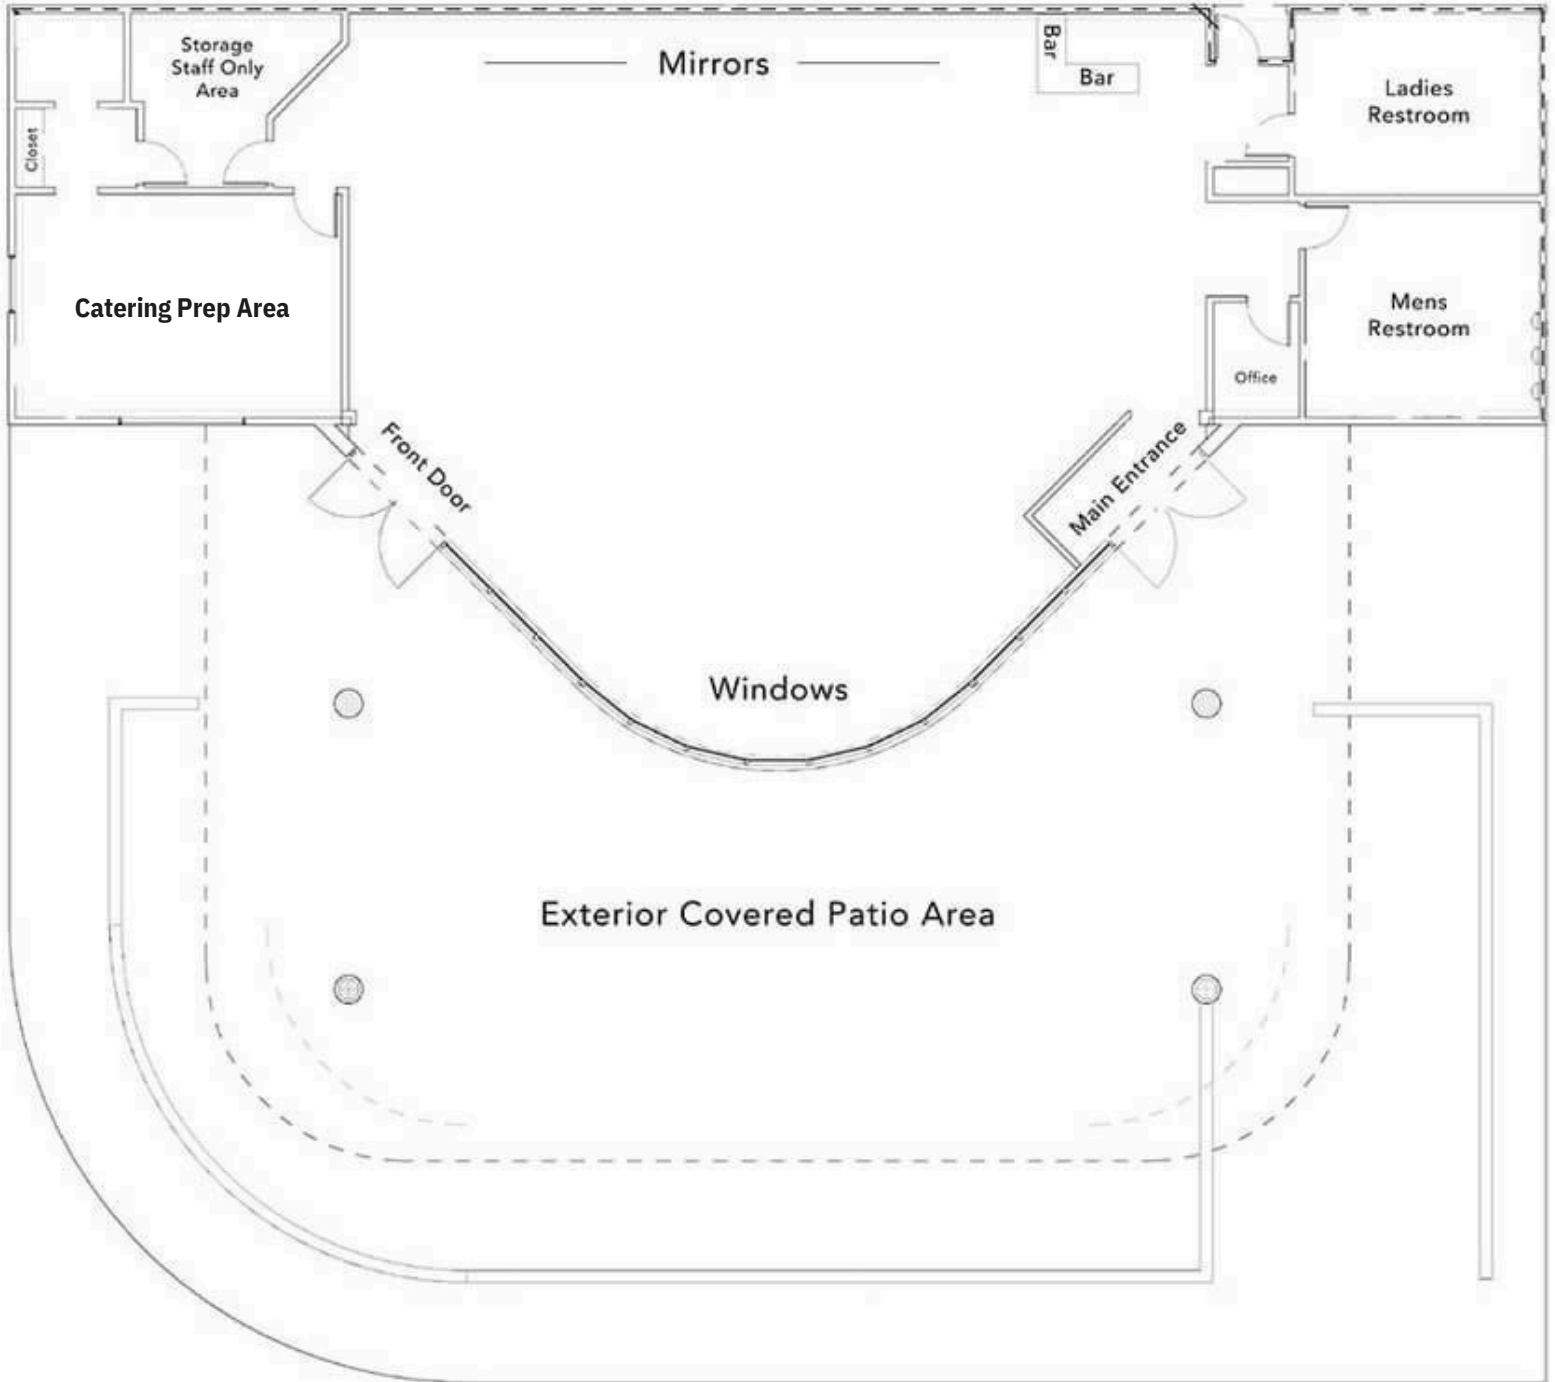 Storage
Staff Only
Area
Mirrors
Bar
Bar
Ladies
Restroom
Closet
Catering Prep Area
Mens
Restroom
Office
Front Door
Main Entrance
Windows
Exterior Covered Patio Area